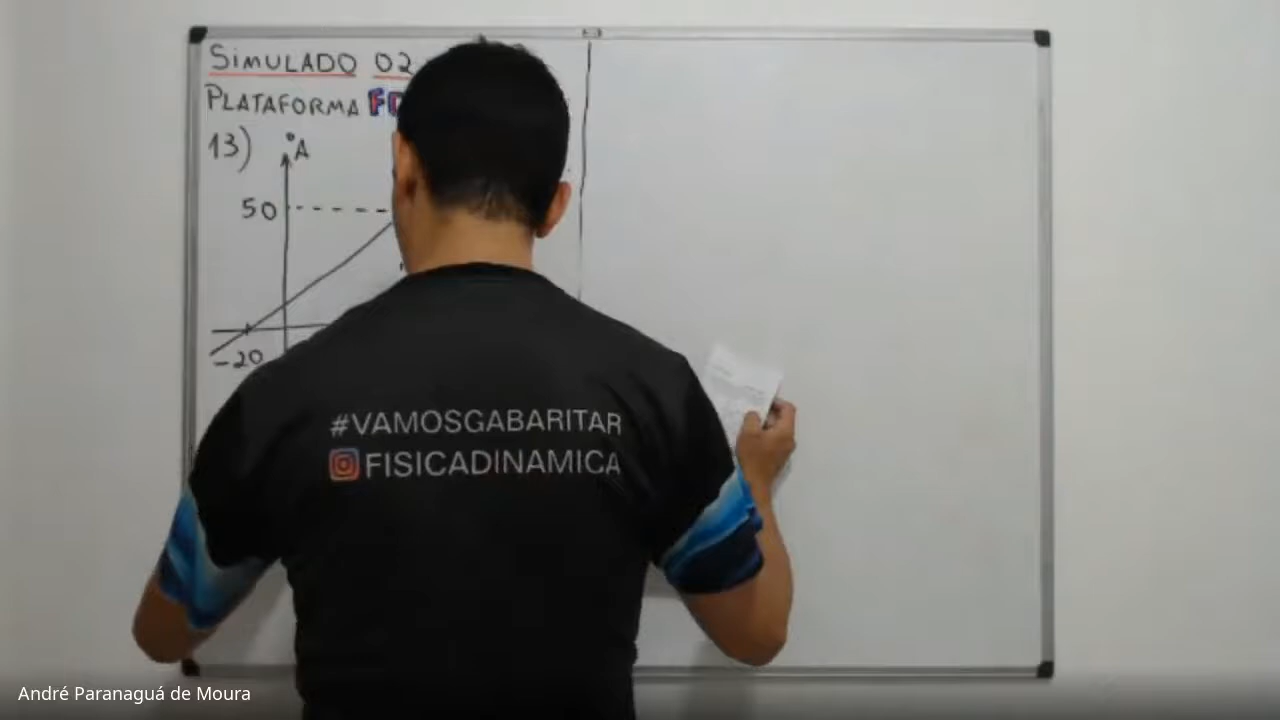 SIMULADO 02
PLATAFORMA
13)
°A
50
-20
#VAMOSGABARITAR
FISICADINAMICA
André Paranaguá de Moura